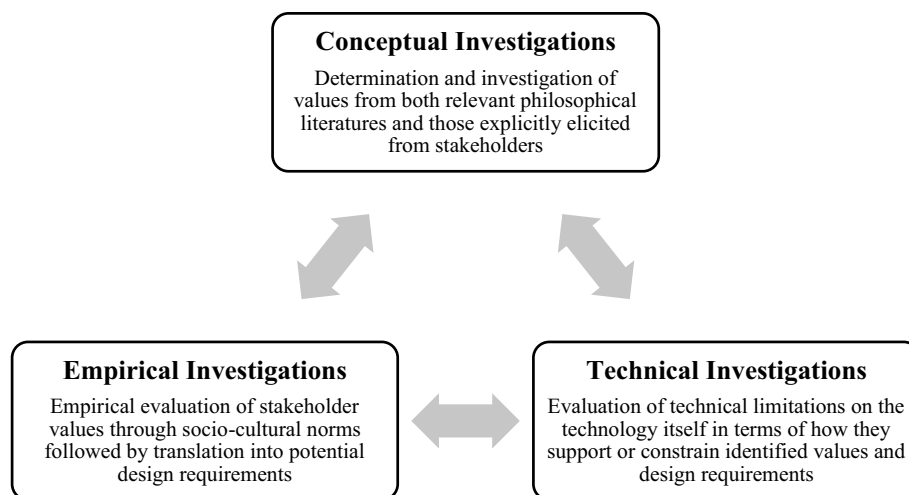 Conceptual Investigations
Determination and investigation of
values from both relevant philosophical
literatures and those explicitly elicited
from stakeholders
Empirical Investigations
Empirical evaluation of stakeholder
values through socio-cultural norms
followed by translation into potential
design requirements
Technical Investigations
Evaluation of technical limitations on the
technology itself in terms of how they
support or constrain identified values and
design requirements